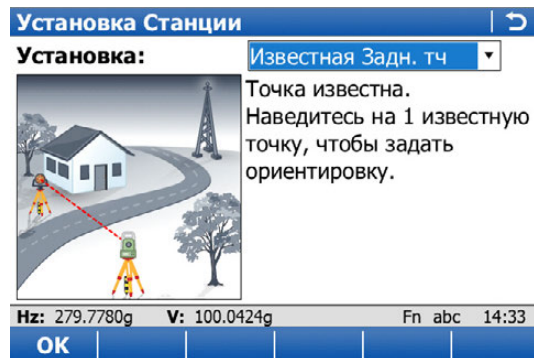 Установка Станции
Установка: Известная Задн. тч
Точка известна.
Наведитесь на 1 известную
точку, чтобы задать
ориентировку.
Hz: 279.7780g V: 100.0424g Fn abc 14:33
OK